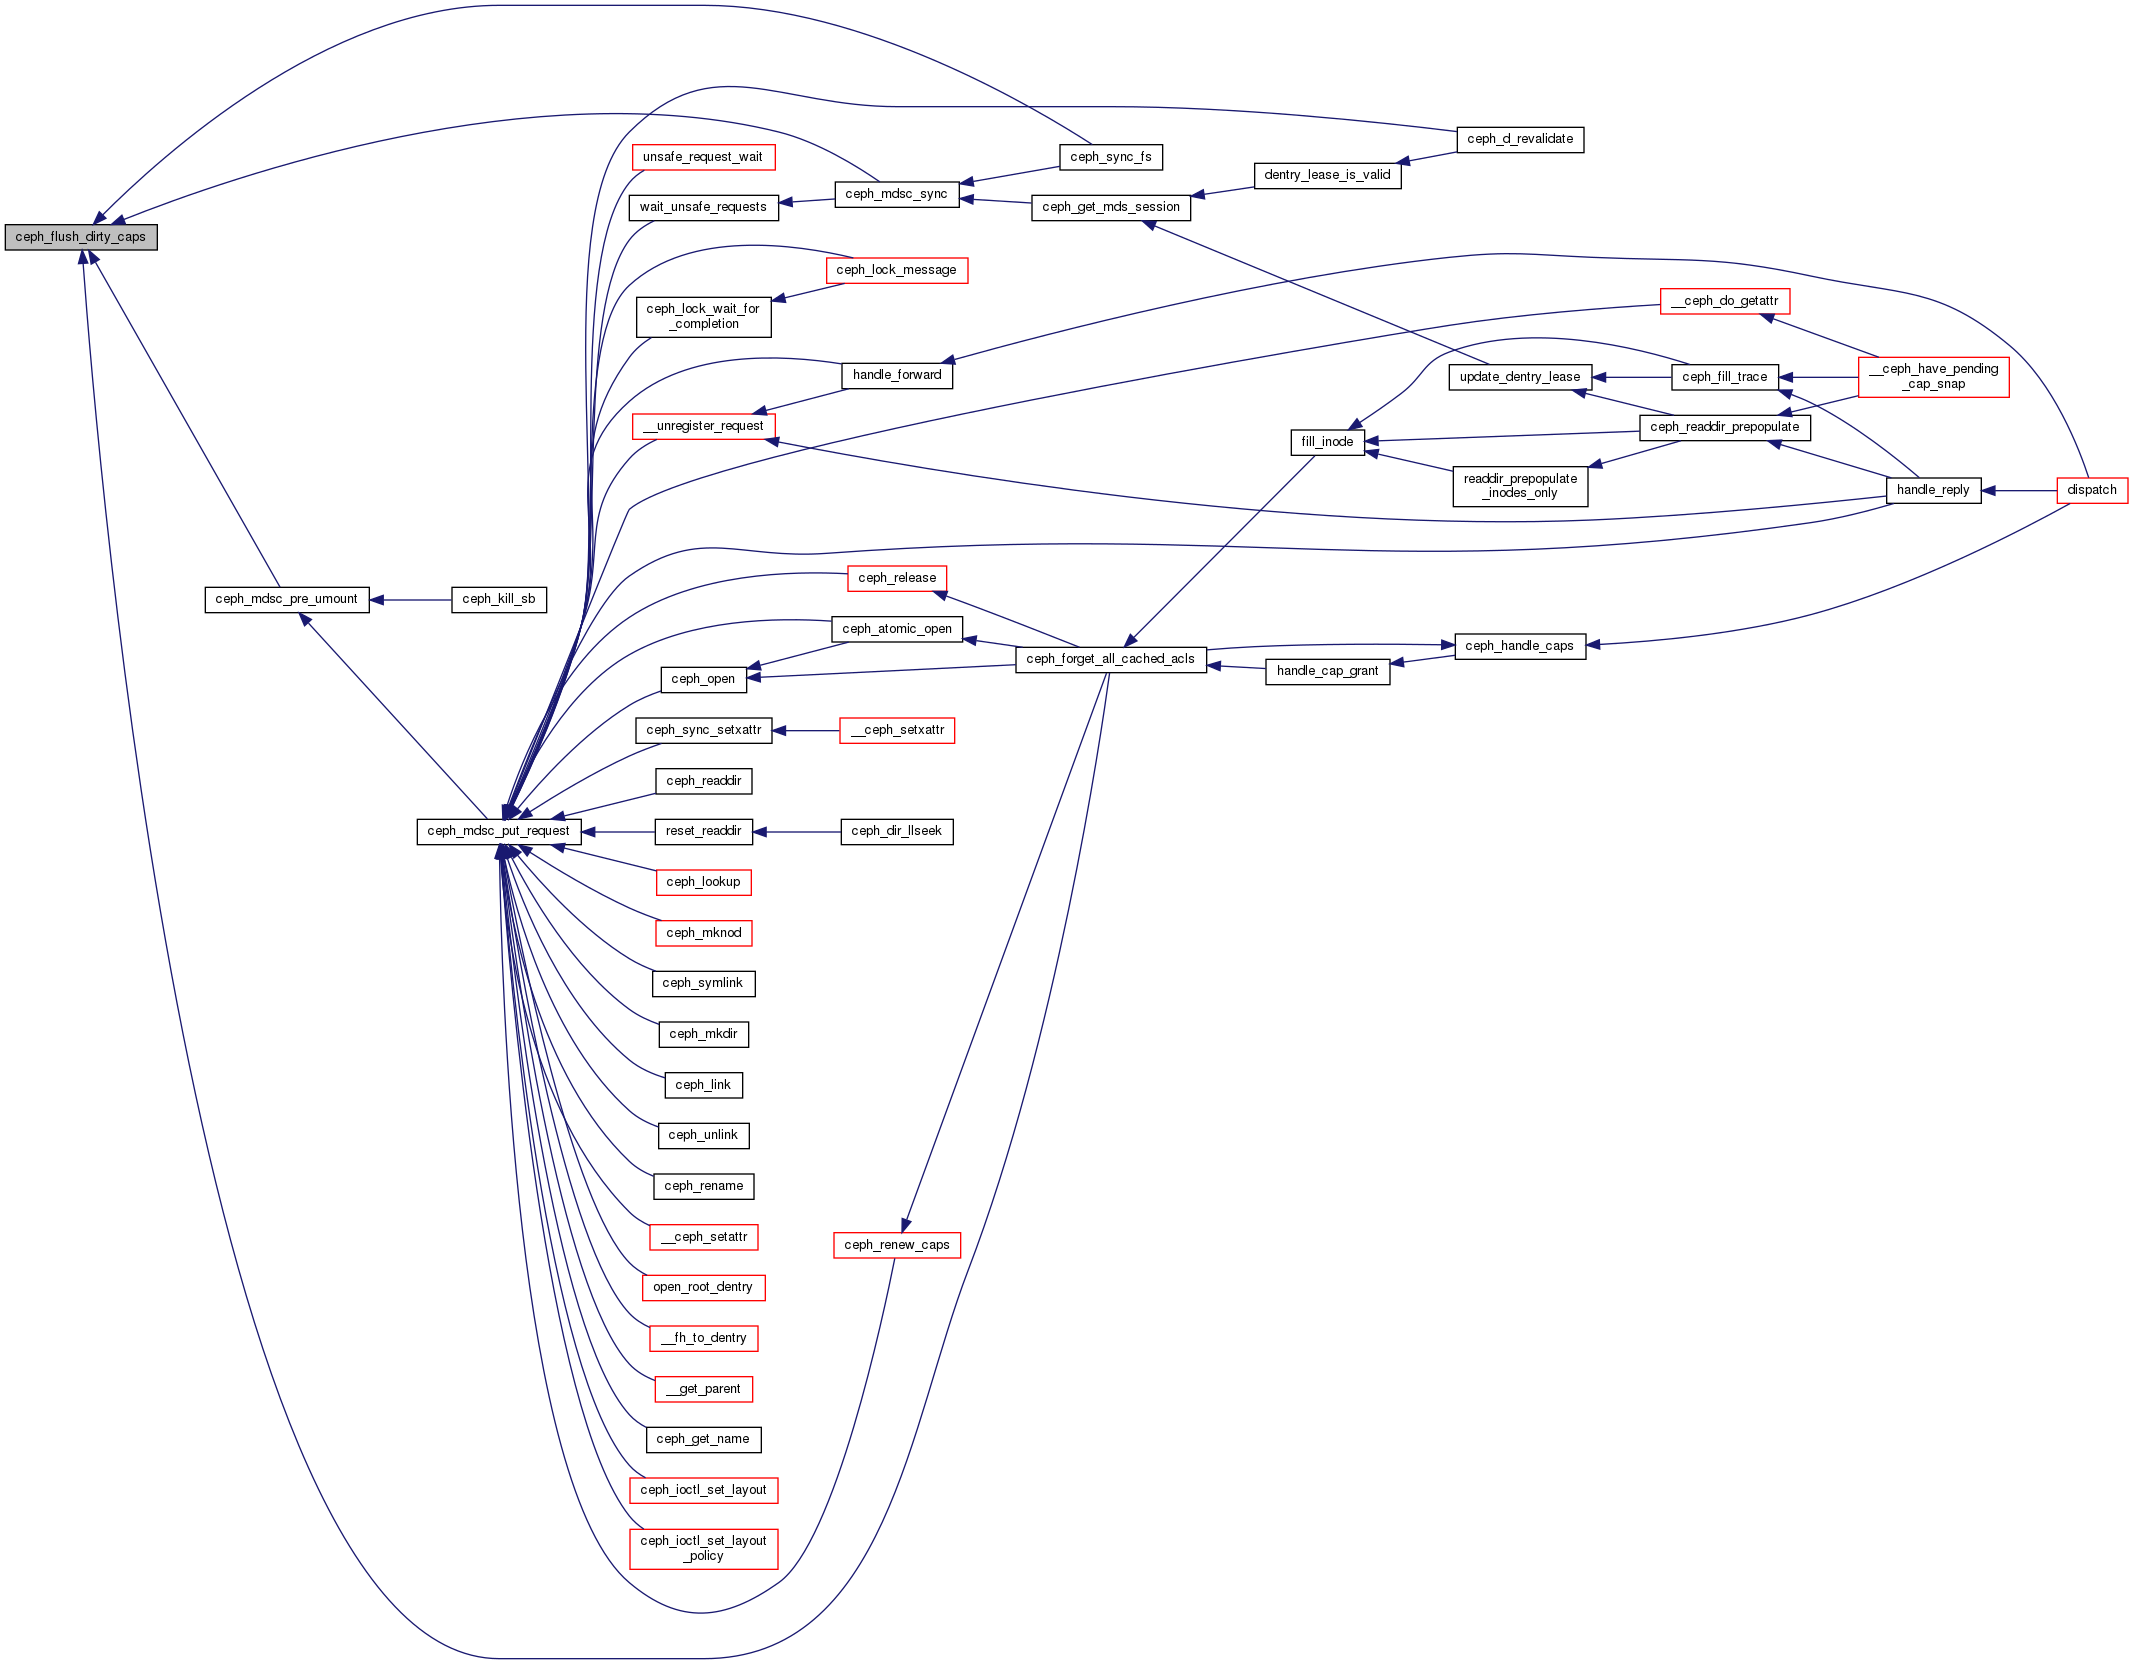 ceph_flush_dirty_caps
ceph_mdsc_pre_umount
ceph_kill_sb
ceph_mdsc_put_request
unsafe_request_wait
wait_unsafe_requests
ceph_lock_wait_for
_completion
__unregister_request
ceph_open
ceph_sync_setxattr
ceph_readdir
reset_readdir
ceph_lookup
ceph_mknod
ceph_symlink
ceph_mkdir
ceph_link
ceph_unlink
ceph_rename
__ceph_setattr
open_root_dentry
__fh_to_dentry
__get_parent
ceph_get_name
ceph_ioctl_set_layout
ceph_ioctl_set_layout
_policy
ceph_mdsc_sync
ceph_lock_message
handle_forward
ceph_release
ceph_atomic_open
__ceph_setxattr
ceph_dir_llseek
ceph_renew_caps
ceph_sync_fs
ceph_get_mds_session
ceph_forget_all_cached_acls
dentry_lease_is_valid
fill_inode
handle_cap_grant
ceph_d_revalidate
update_dentry_lease
readdir_prepopulate
_inodes_only
ceph_handle_caps
__ceph_do_getattr
ceph_fill_trace
ceph_readdir_prepopulate
__ceph_have_pending
_cap_snap
handle_reply
dispatch